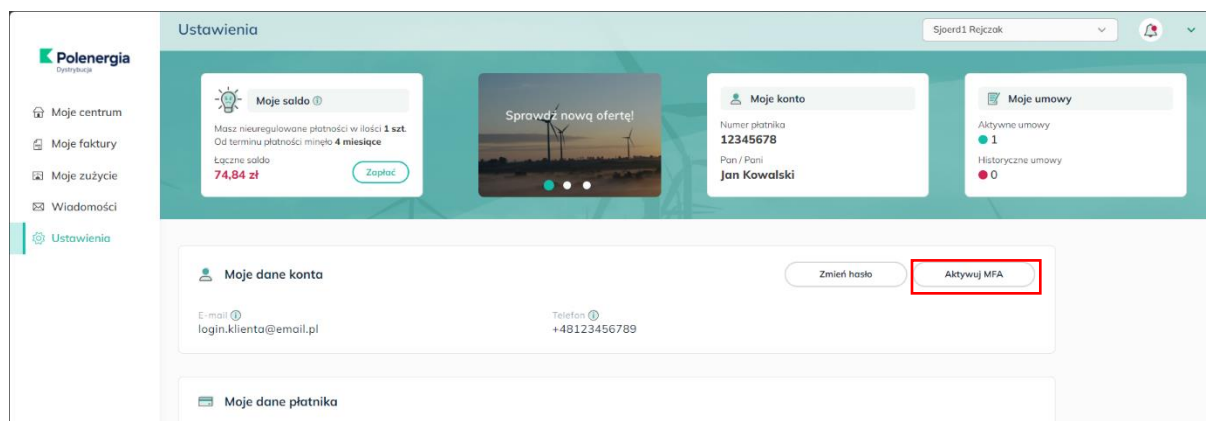 Ustawienia
Sjoerd1 Rejczak
Polenergia
Dystrybucja
Moje centrum
Moje faktury
Moje zużycie
Wiadomości
Ustawienia
Moje saldo
Masz nieuregulowane płatności w ilości 1 szt.
Od terminu płatności minęło 4 miesiące
Łączne saldo
74,84 zł
Zapłać
Sprawdź nową ofertę!
Moje konto
Numer płatnika
12345678
Pan / Pani
Jan Kowalski
Moje umowy
Aktywne umowy
1
Historyczne umowy
0
Moje dane konta
Zmień hasło
Aktywuj MFA
E-mail
login.klienta@email.pl
Telefon
+48123456789
Moje dane płatnika